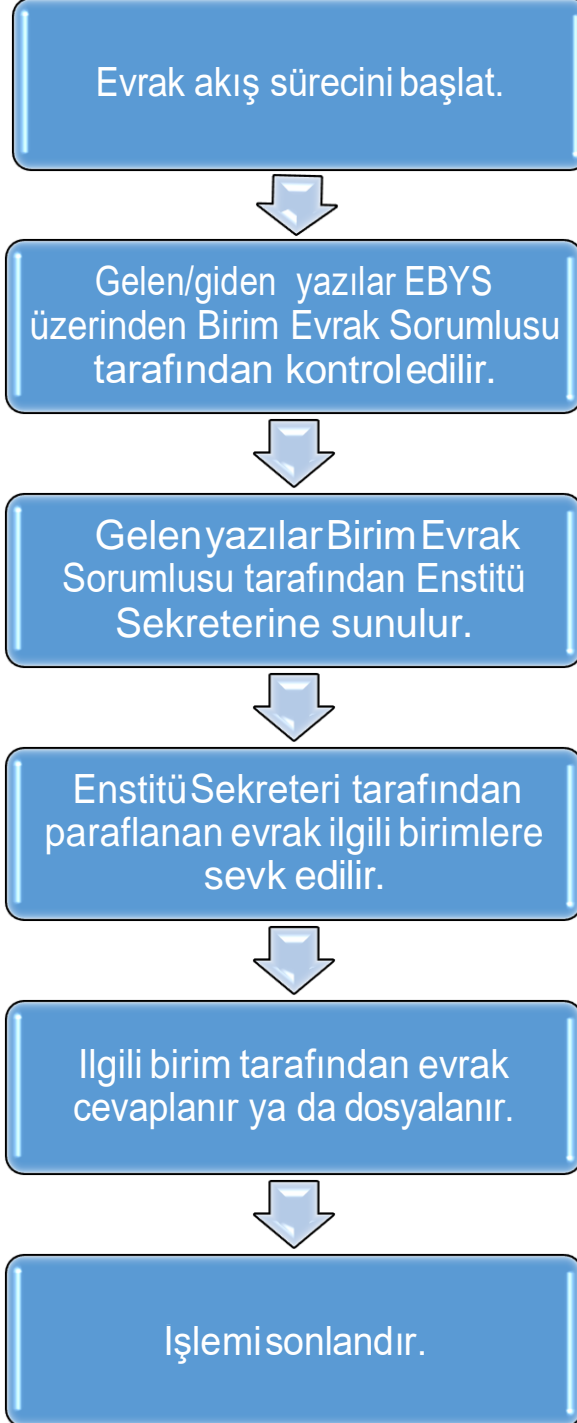 Evrak akış sürecini başlat.
Gelen/giden yazılar EBYS
üzerinden Birim Evrak Sorumlusu
tarafından kontrol edilir.
Gelen yazılar Birim Evrak
Sorumlusu tarafından Enstitü
Sekreterine sunulur.
Enstitü Sekreteri tarafından
paraflanan evrak ilgili birimlere
sevk edilir.
Ilgili birim tarafından evrak
cevaplanır ya da dosyalanır.
Işlemi sonlandır.